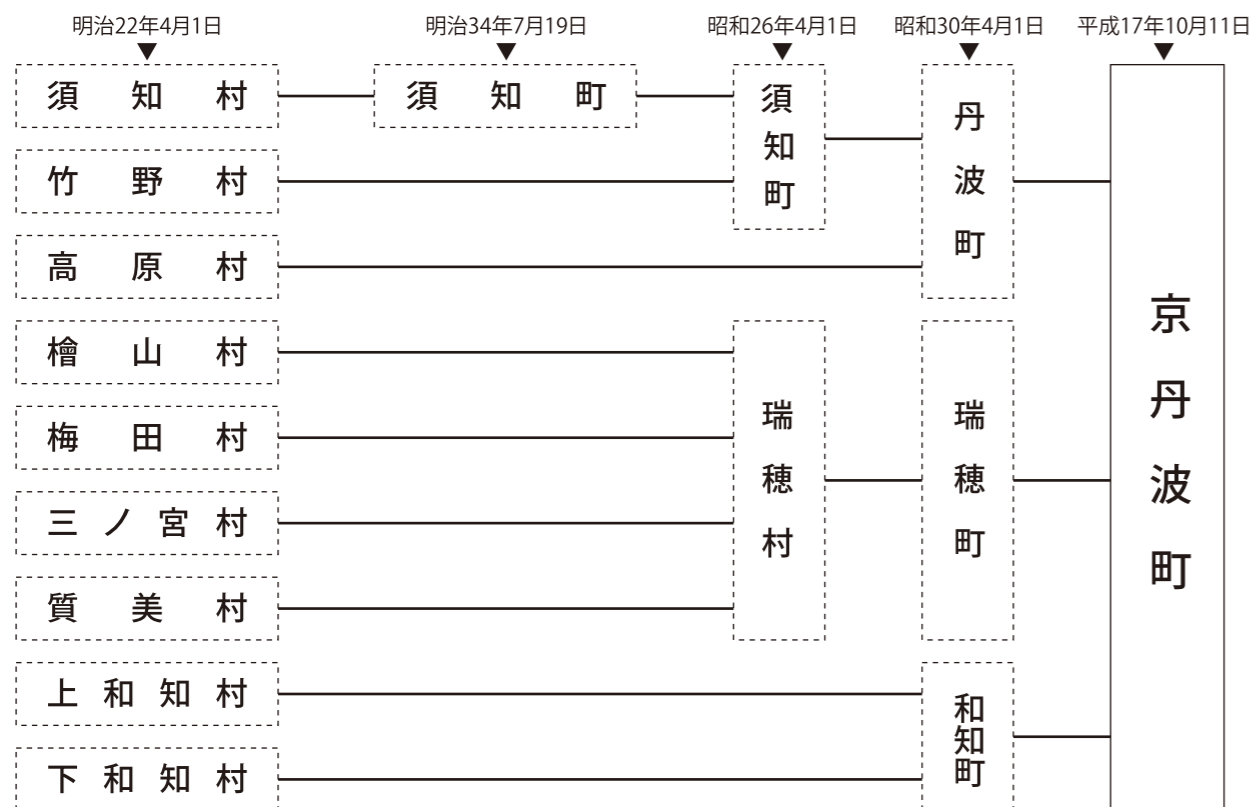 明治22年4月1日
明治34年7月19日
昭和26年4月1日
昭和30年4月1日
平成17年10月11日
須知村
須知町
須知町
丹波町
京丹波町
竹野村
高原村
檜山村
瑞穂村
瑞穂町
梅田村
三ノ宮村
質美村
上和知村
和知町
下和知村